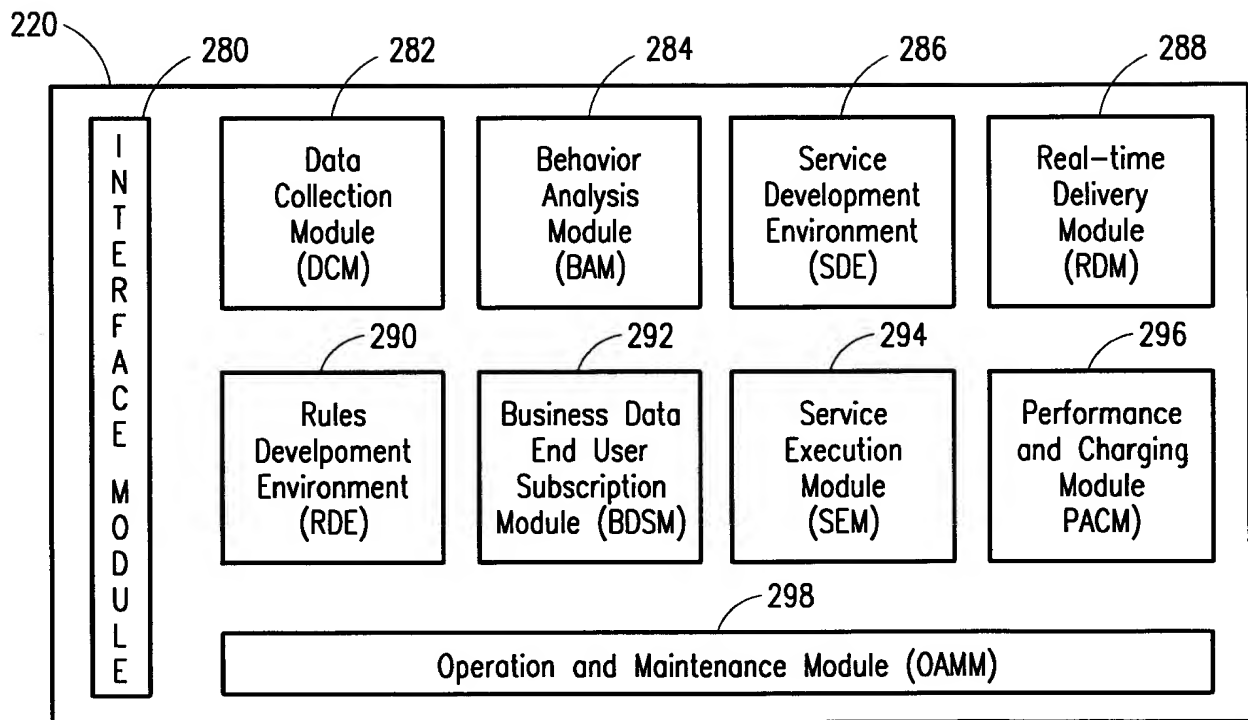 220
280
282
284
286
288
INTERFACE MODULE
Data
Collection
Module
(DCM)
Behavior
Analysis
Module
(BAM)
Service
Development
Environment
(SDE)
Real-time
Delivery
Module
(RDM)
290
292
294
296
Rules
Develpoment
Environment
(RDE)
Business Data
End User
Subscription
Module (BDSM)
Service
Execution
Module
(SEM)
Performance
and Charging
Module
PACM)
298
Operation and Maintenance Module (OAMM)